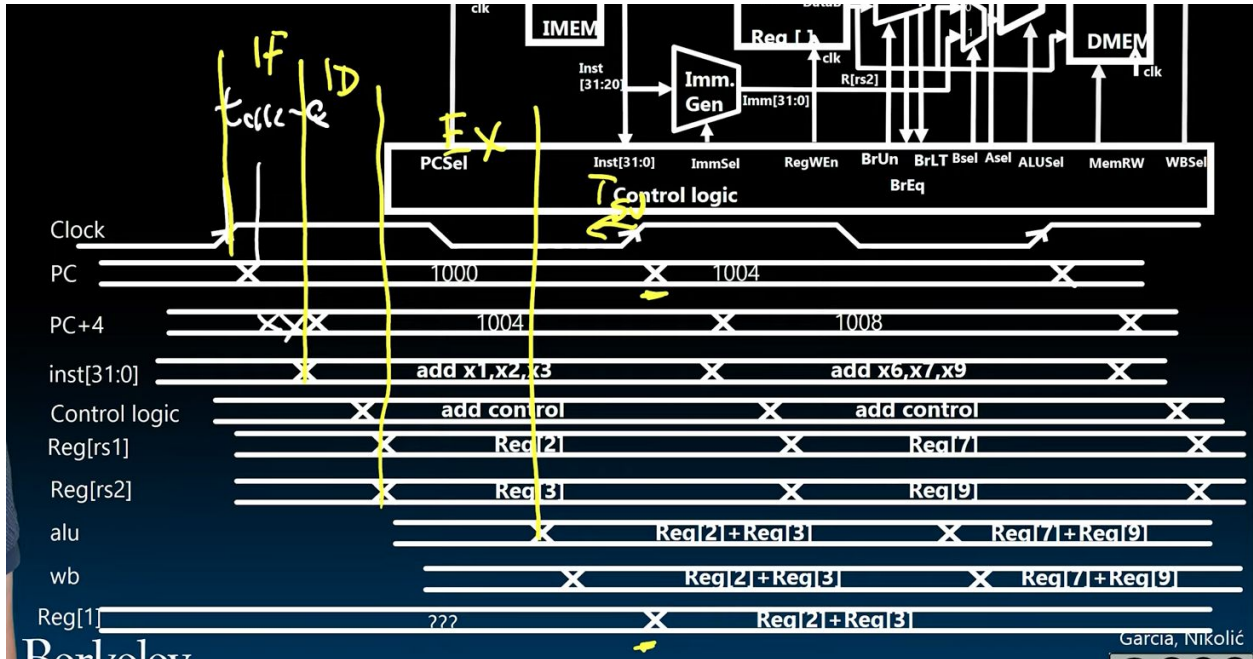 clk
IMEM
Reg [ ]
DMEM
clk
clk
Inst
[31:20]
Imm.
Gen
Imm[31:0]
R[rs2]
0
1
IF
ID
tclk-q
EX
PCSel
Inst[31:0]
ImmSel
RegWEn
BrUn
BrLT
Bsel
Asel
ALUSel
MemRW
WBSel
BrEq
Control logic
Tsu
Clock
PC 1000 1004
PC+4 1004 1008
inst[31:0] add x1,x2,x3 add x6,x7,x9
Control logic add control add control
Reg[rs1] Reg[2] Reg[7]
Reg[rs2] Reg[3] Reg[9]
alu Reg[2]+Reg[3] Reg[7]+Reg[9]
wb Reg[2]+Reg[3] Reg[7]+Reg[9]
Reg[1] ??? Reg[2]+Reg[3]
Berkeley
Garcia, Nikolić